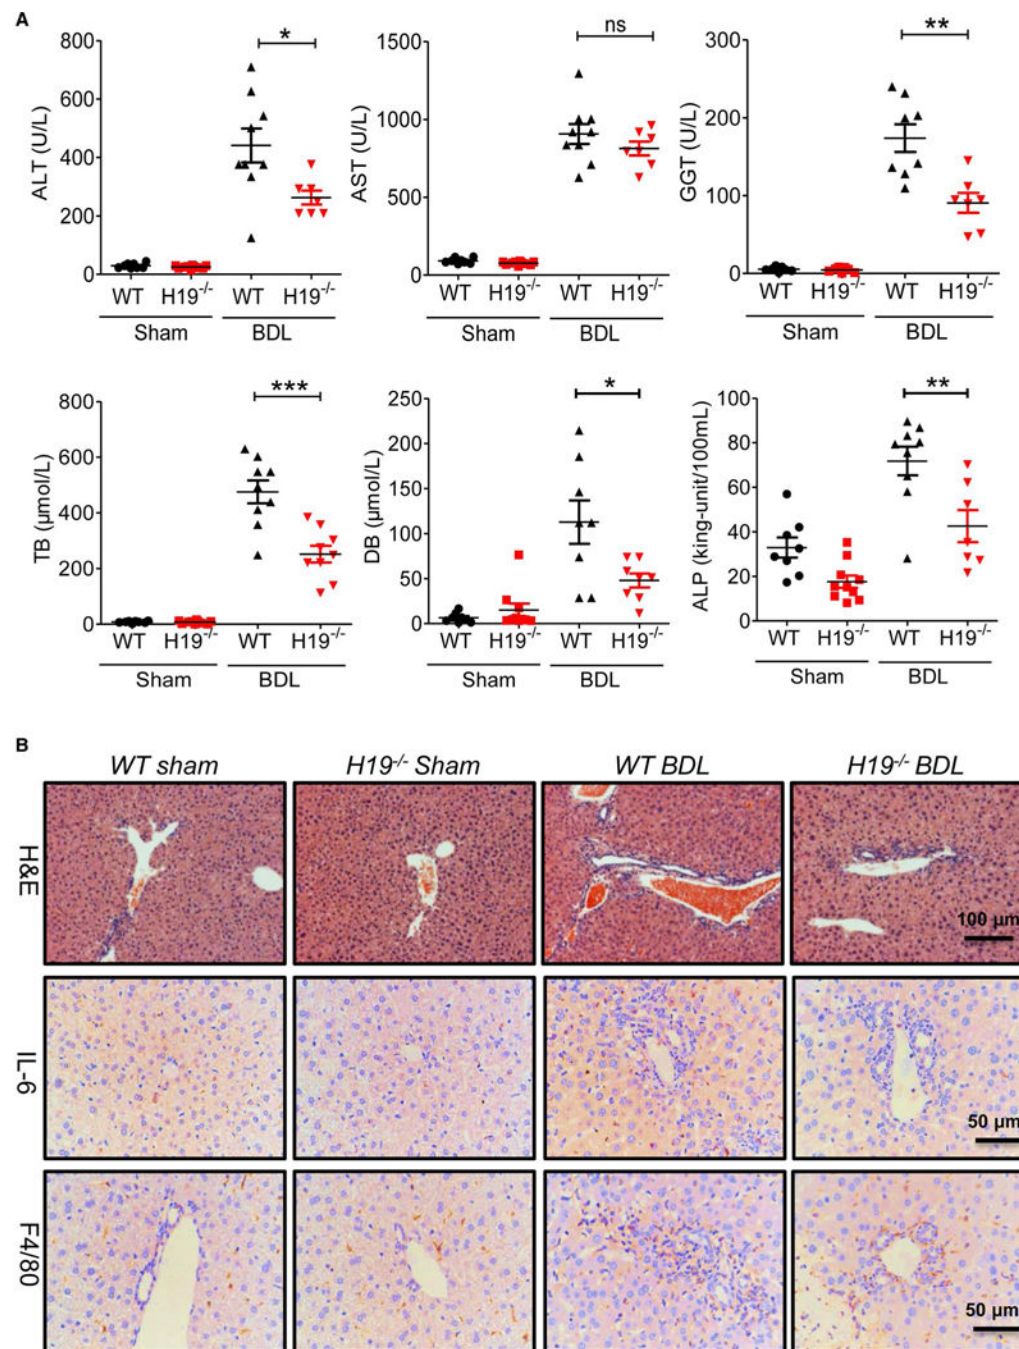 A
ALT (U/L)
800
600
400
200
0
*
WT H19-/- WT H19-/-
Sham BDL
AST (U/L)
1500
1000
500
0
ns
WT H19-/- WT H19-/-
Sham BDL
GGT (U/L)
300
200
100
0
**
WT H19-/- WT H19-/-
Sham BDL
TB (µmol/L)
800
600
400
200
0
***
WT H19-/- WT H19-/-
Sham BDL
DB (µmol/L)
250
200
150
100
50
0
*
WT H19-/- WT H19-/-
Sham BDL
ALP (king-unit/100mL)
100
80
60
40
20
0
**
WT H19-/- WT H19-/-
Sham BDL
B
WT sham H19-/- Sham WT BDL H19-/- BDL
H&E
100 µm
IL-6
50 µm
F4/80
50 µm